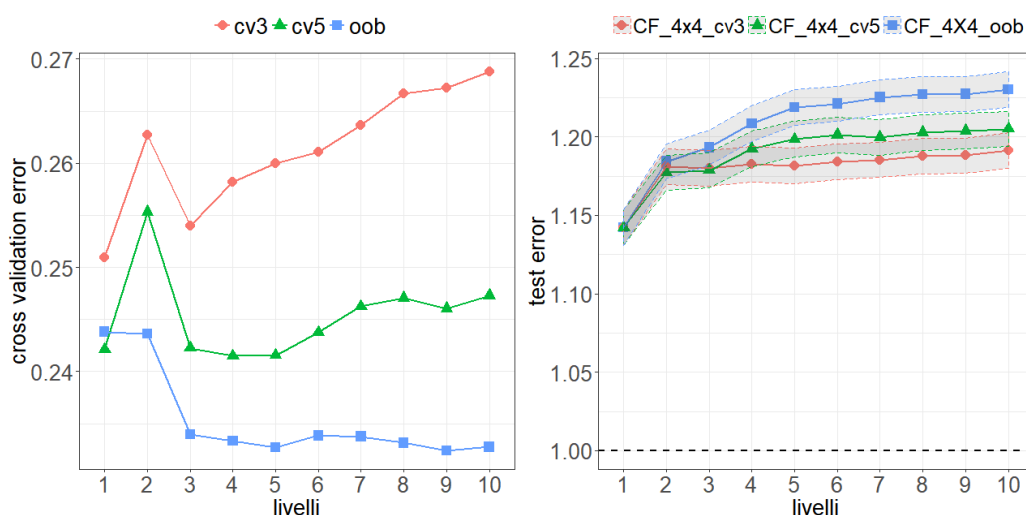 cv3 cv5 oob
cross validation error
0.27
0.26
0.25
0.24
1 2 3 4 5 6 7 8 9 10
livelli
CF_4x4_cv3 CF_4x4_cv5 CF_4X4_oob
test error
1.25
1.20
1.15
1.10
1.05
1.00
1 2 3 4 5 6 7 8 9 10
livelli